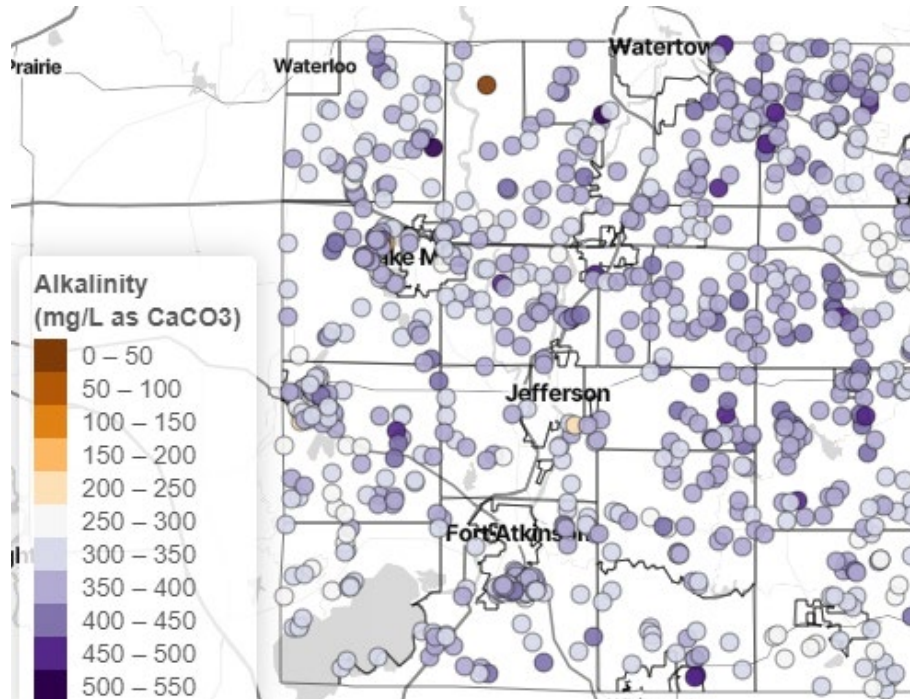 Watertow
Prairie
Waterloo
ake M
Alkalinity
(mg/L as CaCO3)
0 – 50
50 – 100
100 – 150
150 – 200
200 – 250
250 – 300
300 – 350
350 – 400
400 – 450
450 – 500
500 – 550
Jefferson
Fort Atkinson